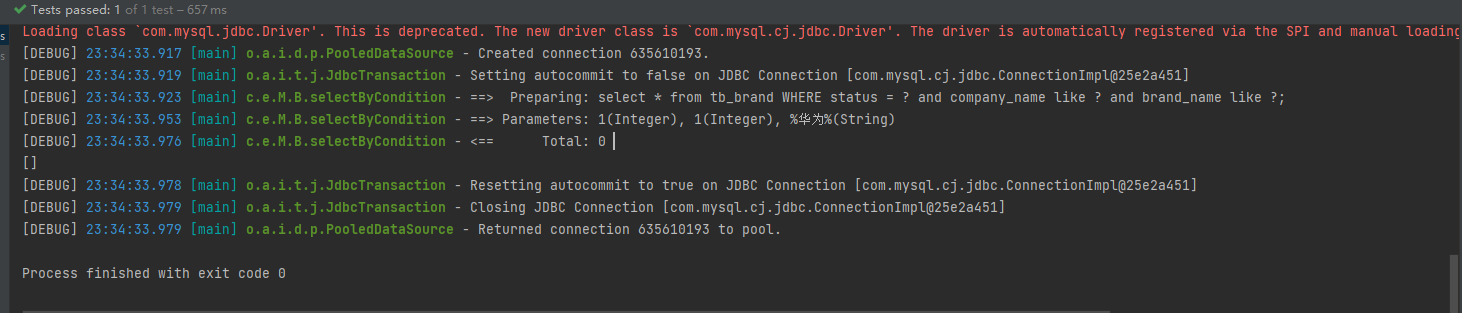 Tests passed: 1 of 1 test – 657 ms
Loading class `com.mysql.jdbc.Driver'. This is deprecated. The new driver class is `com.mysql.cj.jdbc.Driver'. The driver is automatically registered via the SPI and manual loading
[DEBUG] 23:34:33.917 [main] o.a.i.d.p.PooledDataSource - Created connection 635610193.
[DEBUG] 23:34:33.919 [main] o.a.i.t.j.JdbcTransaction - Setting autocommit to false on JDBC Connection [com.mysql.cj.jdbc.ConnectionImpl@25e2a451]
[DEBUG] 23:34:33.923 [main] c.e.M.B.selectByCondition - ==>  Preparing: select * from tb_brand WHERE status = ? and company_name like ? and brand_name like ?;
[DEBUG] 23:34:33.953 [main] c.e.M.B.selectByCondition - ==> Parameters: 1(Integer), 1(Integer), %华为%(String)
[DEBUG] 23:34:33.976 [main] c.e.M.B.selectByCondition - <==      Total: 0
[]
[DEBUG] 23:34:33.978 [main] o.a.i.t.j.JdbcTransaction - Resetting autocommit to true on JDBC Connection [com.mysql.cj.jdbc.ConnectionImpl@25e2a451]
[DEBUG] 23:34:33.979 [main] o.a.i.t.j.JdbcTransaction - Closing JDBC Connection [com.mysql.cj.jdbc.ConnectionImpl@25e2a451]
[DEBUG] 23:34:33.979 [main] o.a.i.d.p.PooledDataSource - Returned connection 635610193 to pool.
Process finished with exit code 0